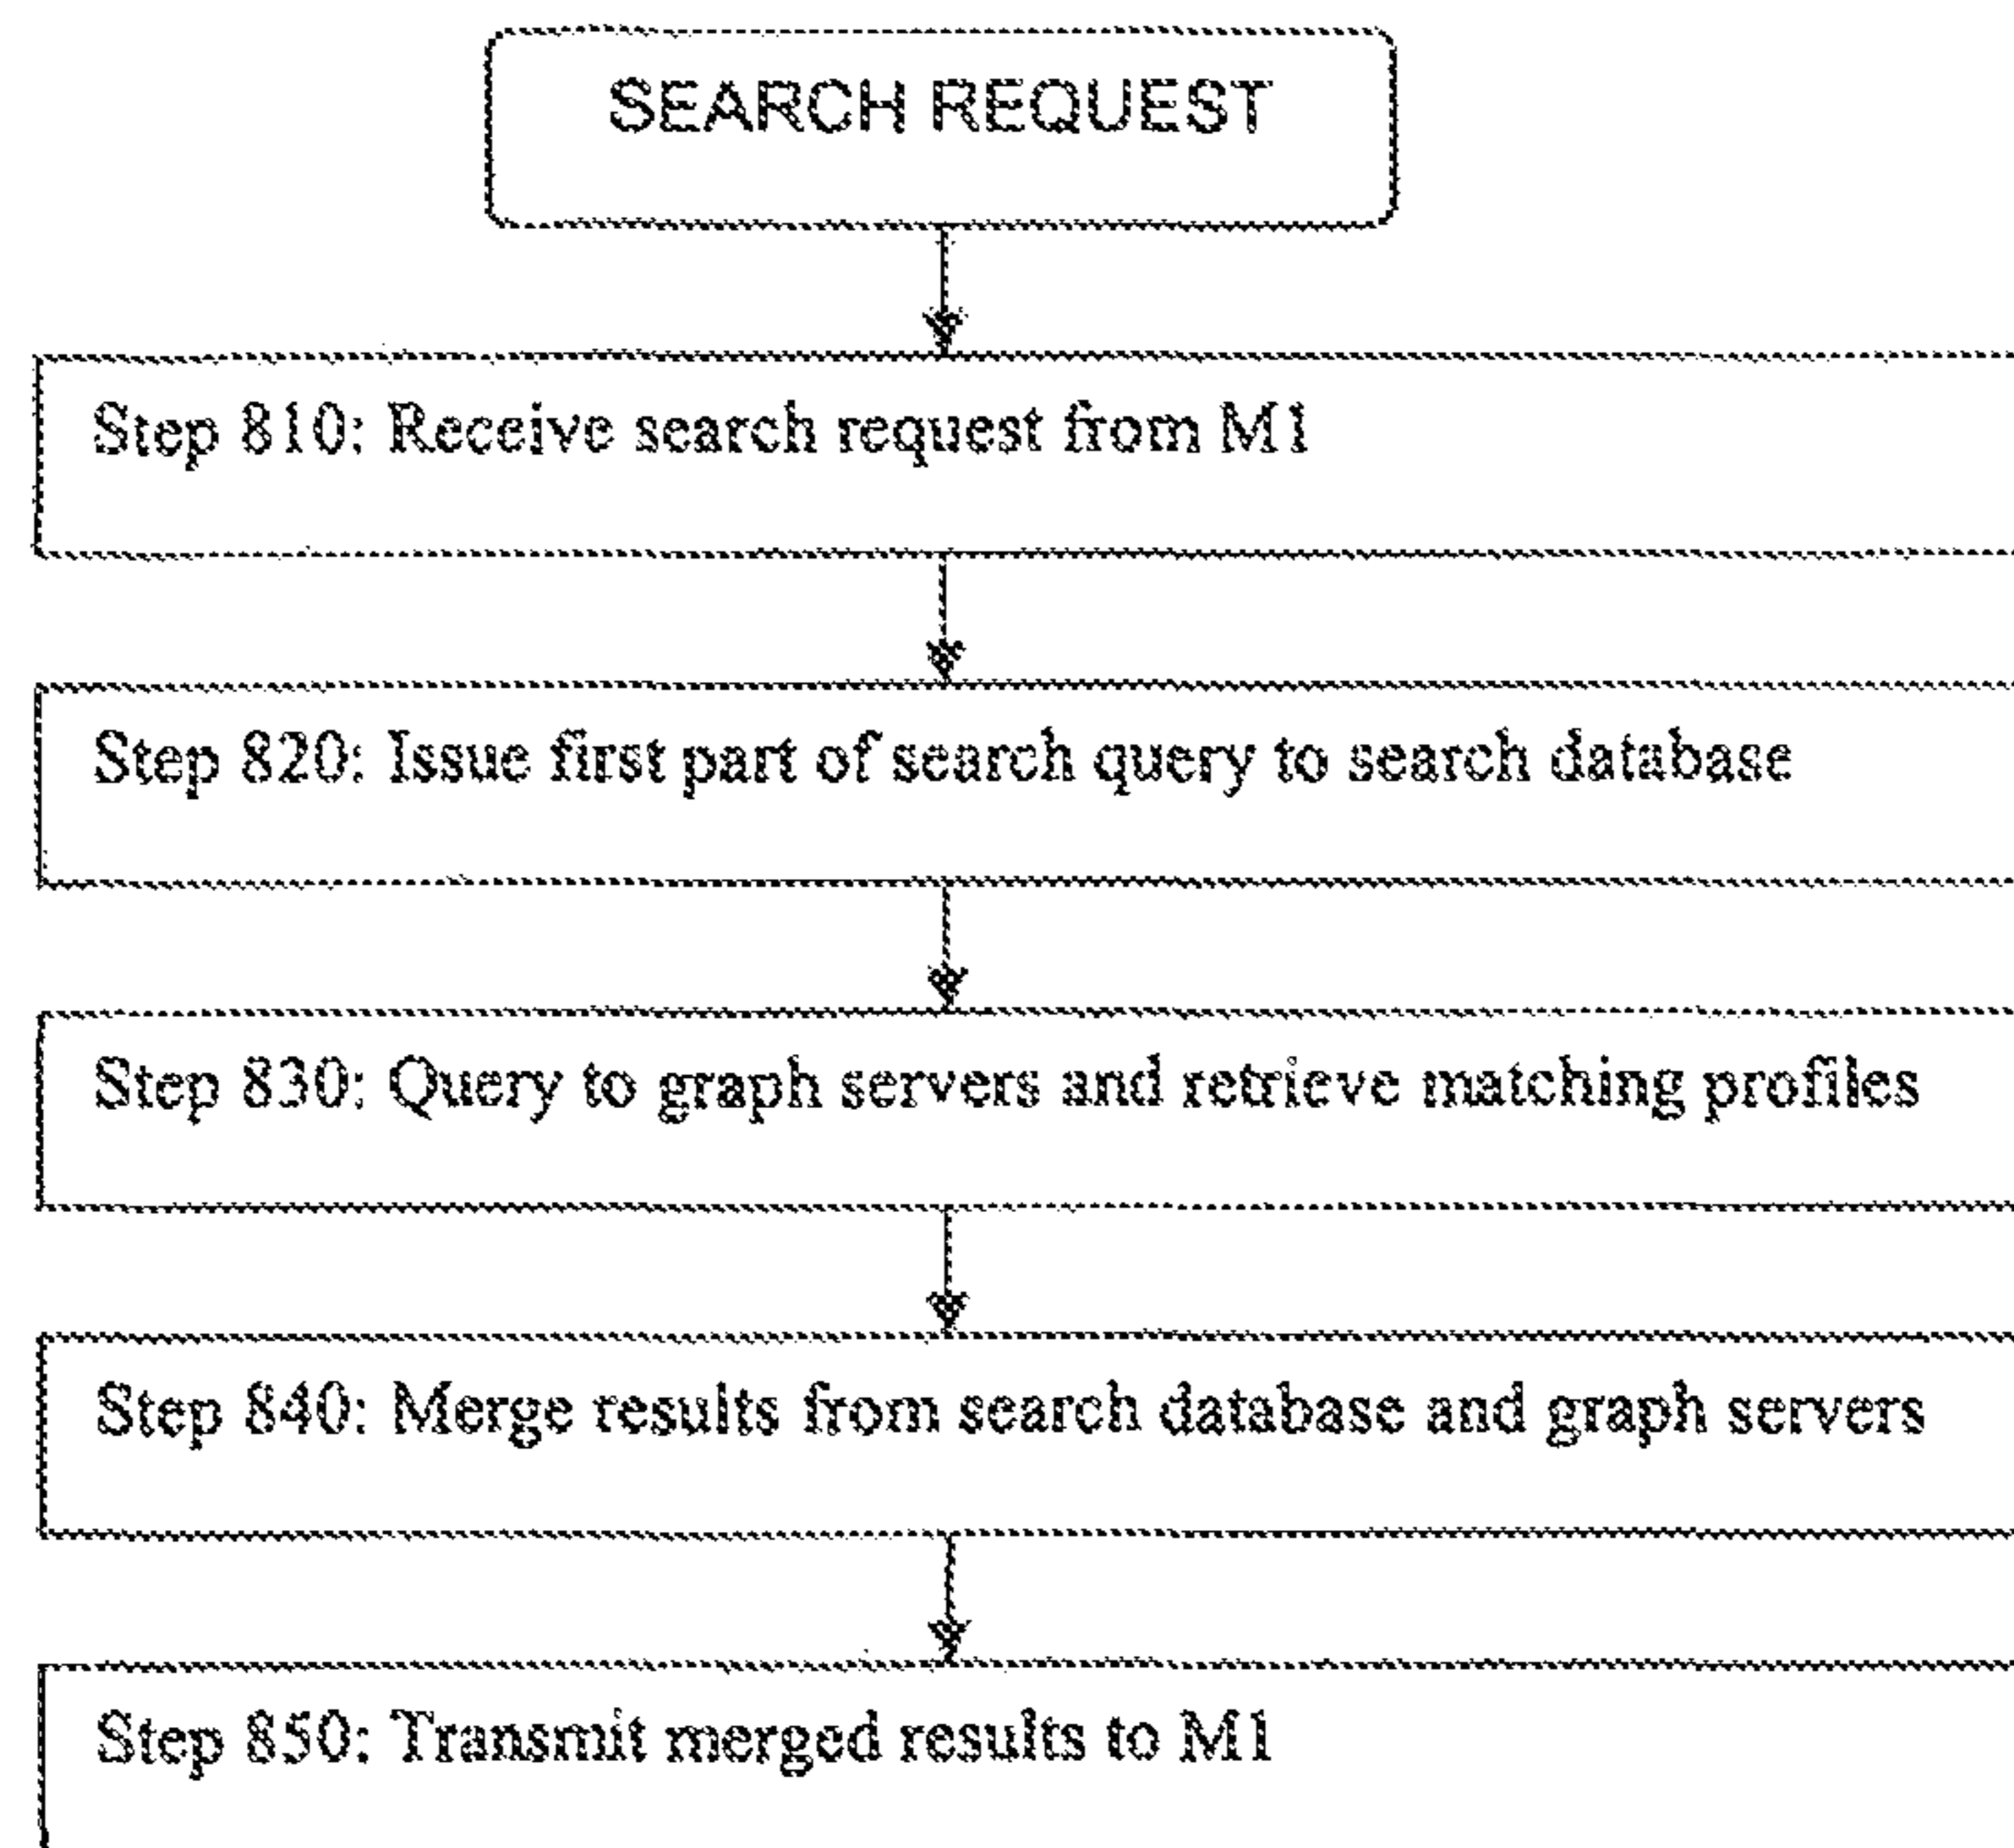 SEARCH REQUEST
Step 810: Receive search request from M1
Step 820: Issue first part of search query to search database
Step 830: Query to graph servers and retrieve matching profiles
Step 840: Merge results from search database and graph servers
Step 850: Transmit merged results to M1